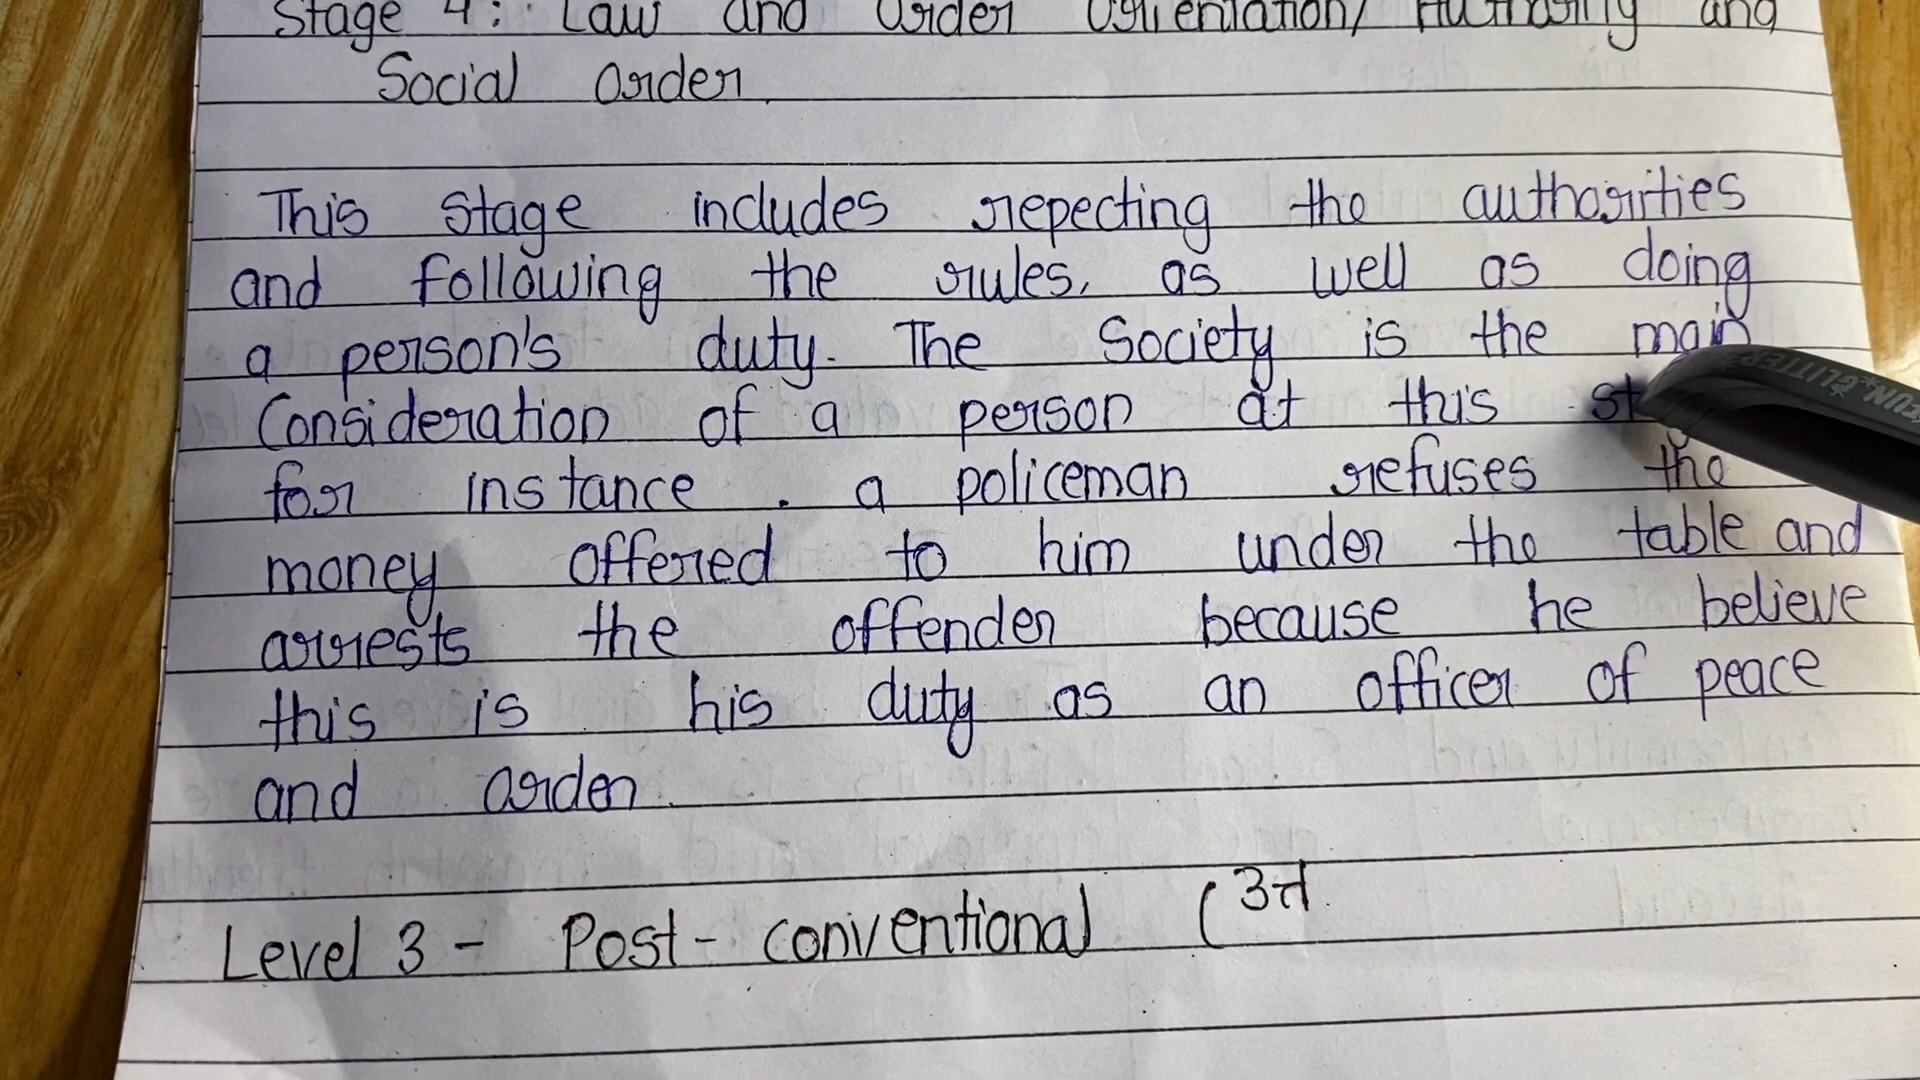 Stage 4: Law and Order Orientation/ Authority and
Social Order
This Stage includes repecting the authorities
and following the rules, as well as doing
a person's duty. The Society is the main
Consideration of a person at this
for instance. a policeman refuses the
money offered to him under the table and
arrests the offender because he believe
this is his duty as an officer of peace
and order
Level 3 - Post-conventional (3rd